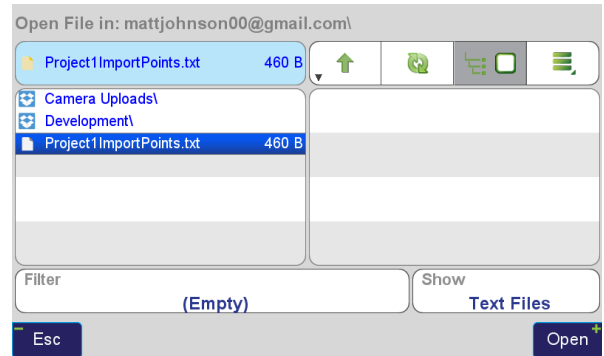 Open File in: mattjohnson00@gmail.com\
Project1ImportPoints.txt 460 B
Camera Uploads\
Development\
Project1ImportPoints.txt 460 B
Filter
(Empty)
Show
Text Files
Esc
Open